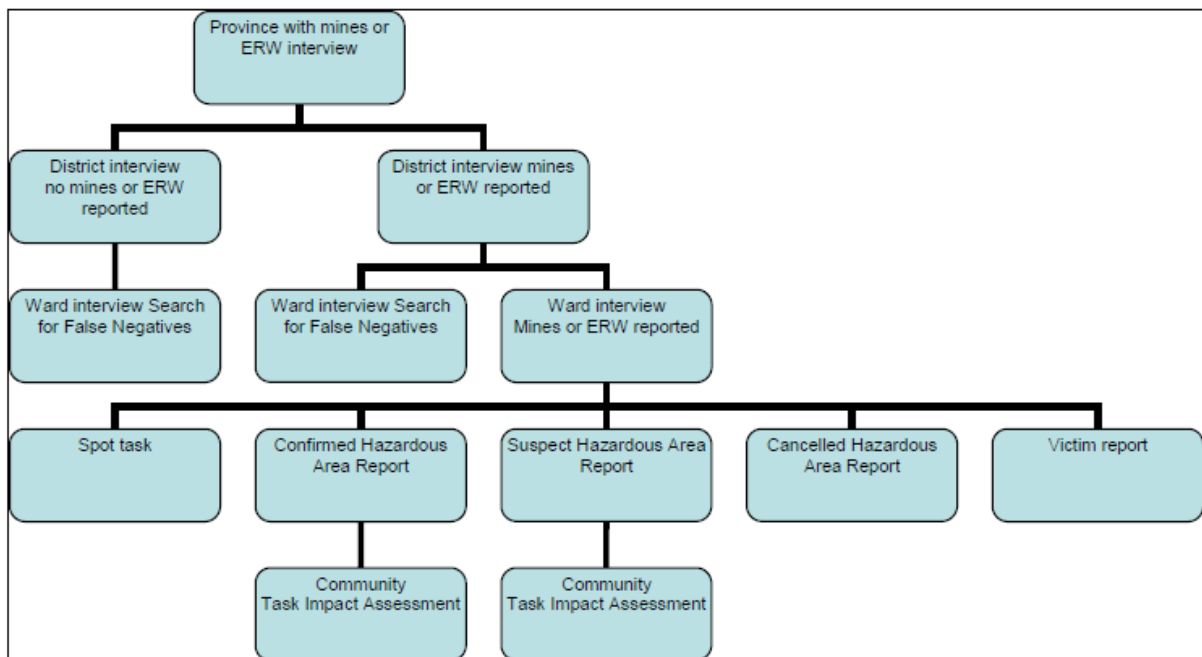 Province with mines or
ERW interview
District interview
no mines or ERW
reported
District interview mines
or ERW reported
Ward interview Search
for False Negatives
Ward interview Search
for False Negatives
Ward interview
Mines or ERW reported
Spot task
Confirmed Hazardous
Area Report
Suspect Hazardous Area
Report
Cancelled Hazardous
Area Report
Victim report
Community
Task Impact Assessment
Community
Task Impact Assessment